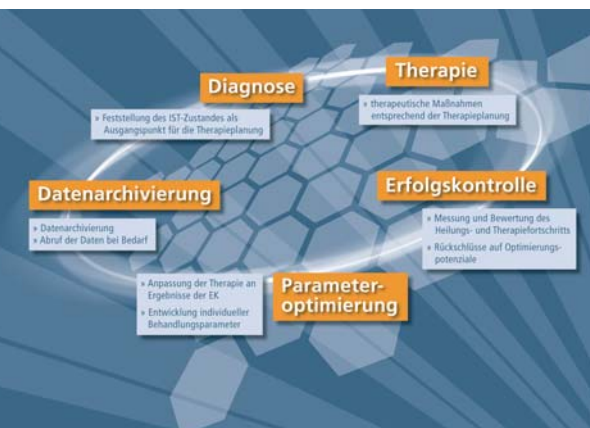 Diagnose
» Feststellung des IST-Zustandes als
Ausgangspunkt für die Therapieplanung
Therapie
» therapeutische Maßnahmen
entsprechend der Therapieplanung
Erfolgskontrolle
» Messung und Bewertung des
Heilungs- und Therapiefortschritts
» Rückschlüsse auf Optimierungs-
potenziale
Parameter-
optimierung
» Anpassung der Therapie an
Ergebnisse der EK
» Entwicklung individueller
Behandlungsparameter
Datenarchivierung
» Datenarchivierung
» Abruf der Daten bei Bedarf